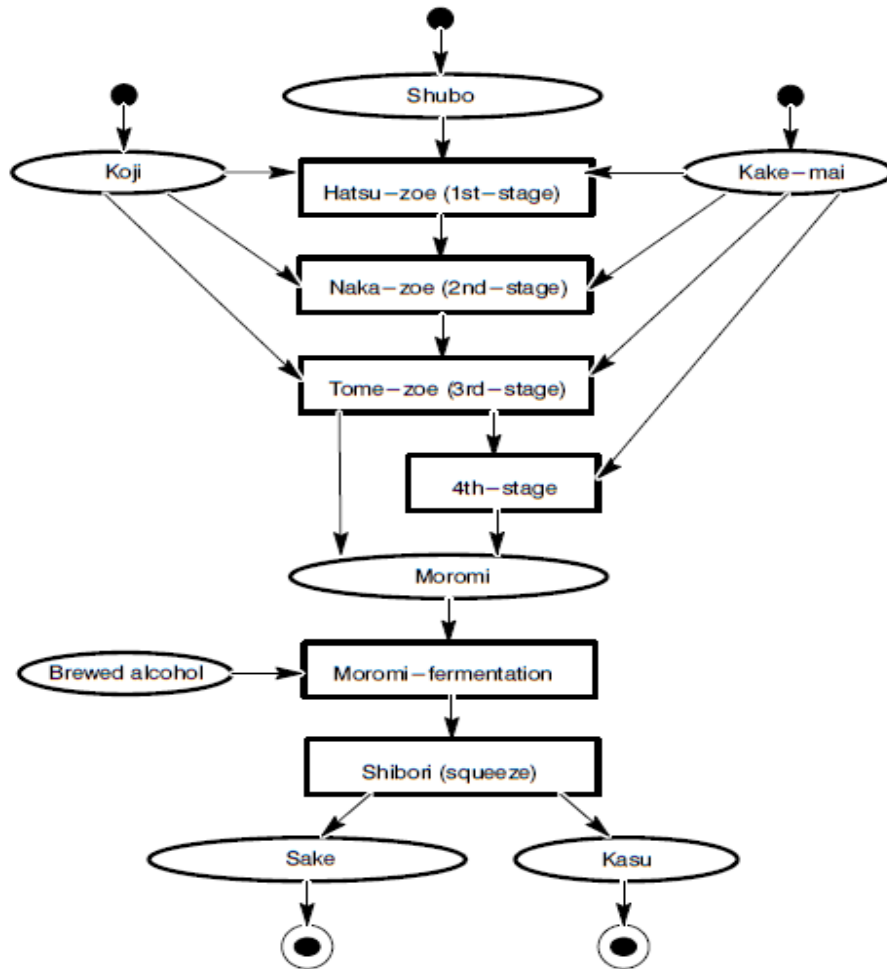 Shubo
Koji
Kake-mai
Hatsu-zoe (1st-stage)
Naka-zoe (2nd-stage)
Tome-zoe (3rd-stage)
4th-stage
Moromi
Brewed alcohol
Moromi-fermentation
Shibori (squeeze)
Sake
Kasu